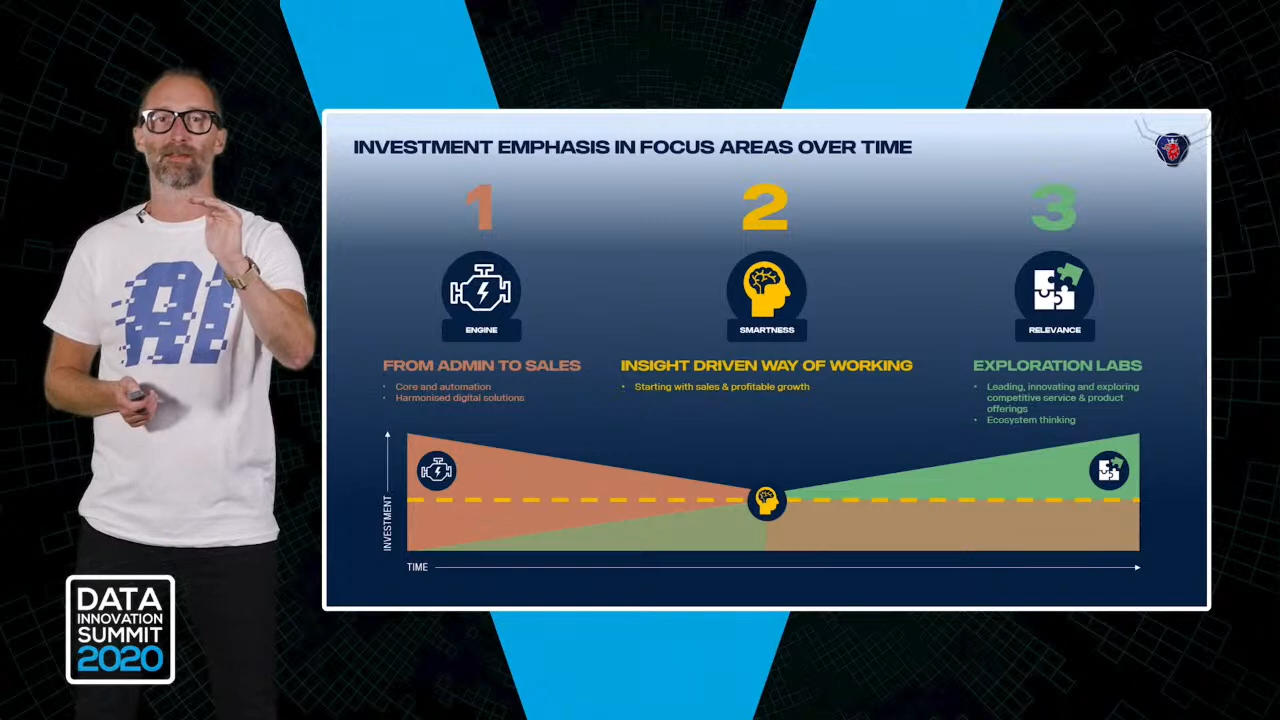 INVESTMENT EMPHASIS IN FOCUS AREAS OVER TIME
1
2
3
ENGINE
SMARTNESS
RELEVANCE
FROM ADMIN TO SALES
• Core and automation
• Harmonised digital solutions
INSIGHT DRIVEN WAY OF WORKING
• Starting with sales & profitable growth
EXPLORATION LABS
• Leading, innovating and exploring
competitive service & product
offerings
• Ecosystem thinking
INVESTMENT
TIME
AI
DATA
INNOVATION
SUMMIT
2020